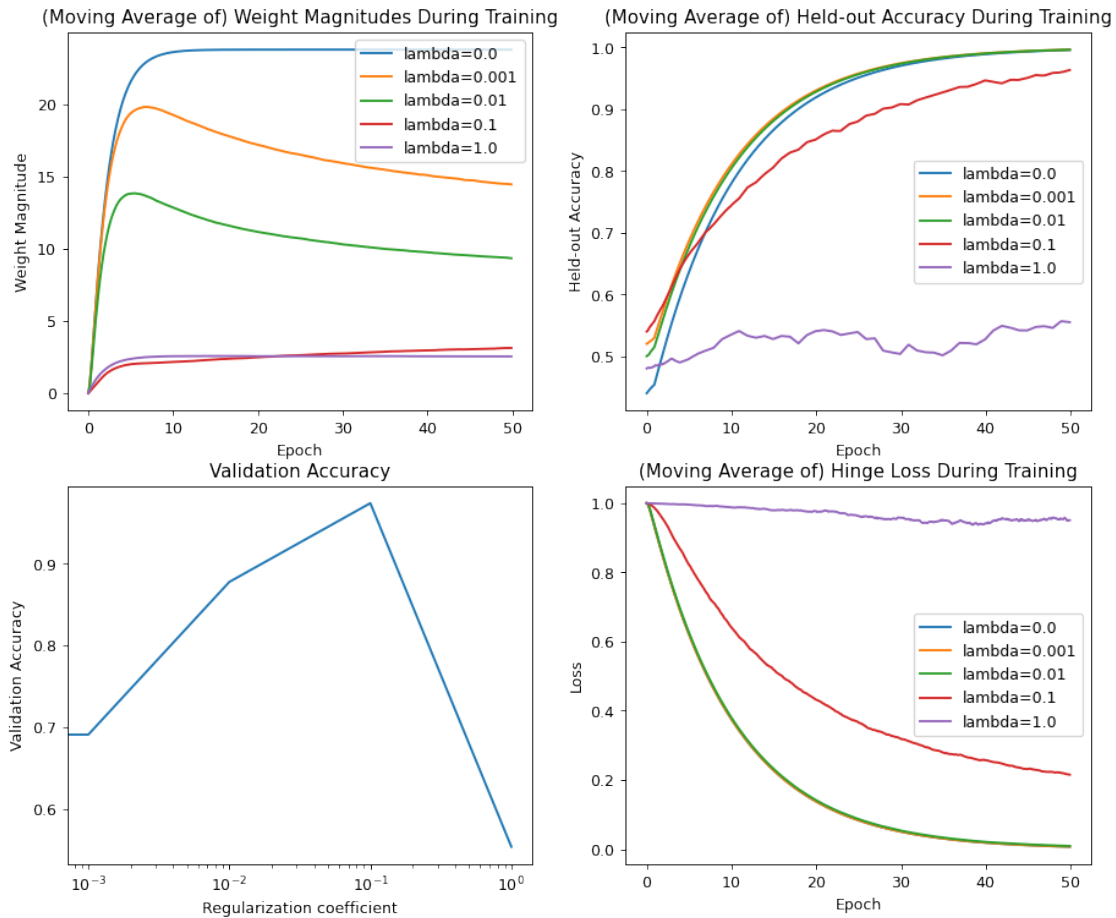 (Moving Average of) Weight Magnitudes During Training
Weight Magnitude
20
15
10
5
0
lambda=0.0
lambda=0.001
lambda=0.01
lambda=0.1
lambda=1.0
0 10 20 30 40 50
Epoch
(Moving Average of) Held-out Accuracy During Training
Held-out Accuracy
1.0
0.9
0.8
0.7
0.6
0.5
lambda=0.0
lambda=0.001
lambda=0.01
lambda=0.1
lambda=1.0
0 10 20 30 40 50
Epoch
Validation Accuracy
Validation Accuracy
0.9
0.8
0.7
0.6
10⁻³ 10⁻² 10⁻¹ 10⁰
Regularization coefficient
(Moving Average of) Hinge Loss During Training
Loss
1.0
0.8
0.6
0.4
0.2
0.0
lambda=0.0
lambda=0.001
lambda=0.01
lambda=0.1
lambda=1.0
0 10 20 30 40 50
Epoch